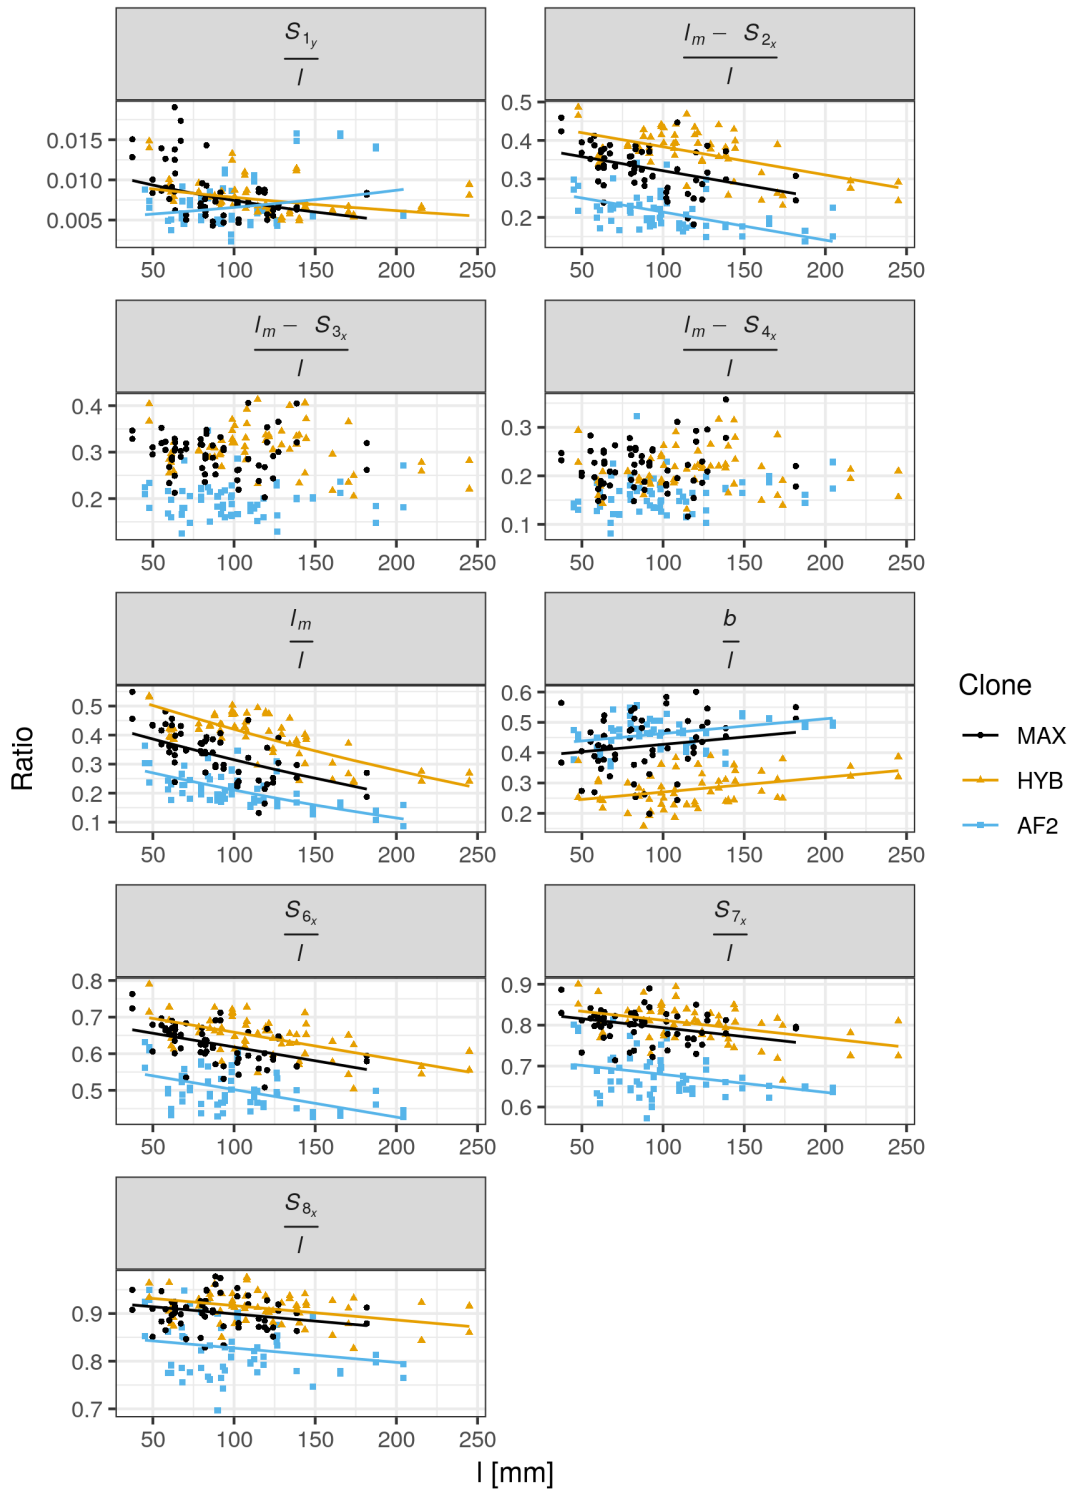 S1y / l
lm − S2x / l
0.015
0.010
0.005
50 100 150 200 250
0.5
0.4
0.3
0.2
50 100 150 200 250
lm − S3x / l
lm − S4x / l
0.4
0.3
0.2
50 100 150 200 250
0.3
0.2
0.1
50 100 150 200 250
lm / l
b / l
0.5
0.4
0.3
0.2
0.1
50 100 150 200 250
0.6
0.5
0.4
0.3
0.2
50 100 150 200 250
S6x / l
S7x / l
0.8
0.7
0.6
0.5
50 100 150 200 250
0.9
0.8
0.7
0.6
50 100 150 200 250
S8x / l
0.9
0.8
0.7
50 100 150 200 250
Ratio
l [mm]
Clone
MAX
HYB
AF2